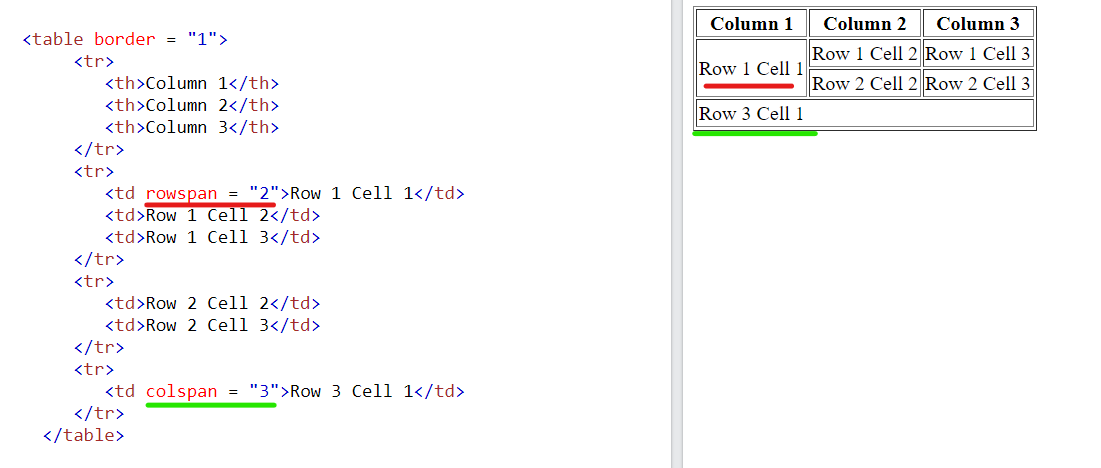 <table border = "1">
<tr>
<th>Column 1</th>
<th>Column 2</th>
<th>Column 3</th>
</tr>
<tr>
<td rowspan = "2">Row 1 Cell 1</td>
<td>Row 1 Cell 2</td>
<td>Row 1 Cell 3</td>
</tr>
<tr>
<td>Row 2 Cell 2</td>
<td>Row 2 Cell 3</td>
</tr>
<tr>
<td colspan = "3">Row 3 Cell 1</td>
</tr>
</table>
Column 1 Column 2 Column 3
Row 1 Cell 1 Row 1 Cell 2 Row 1 Cell 3
Row 2 Cell 2 Row 2 Cell 3
Row 3 Cell 1